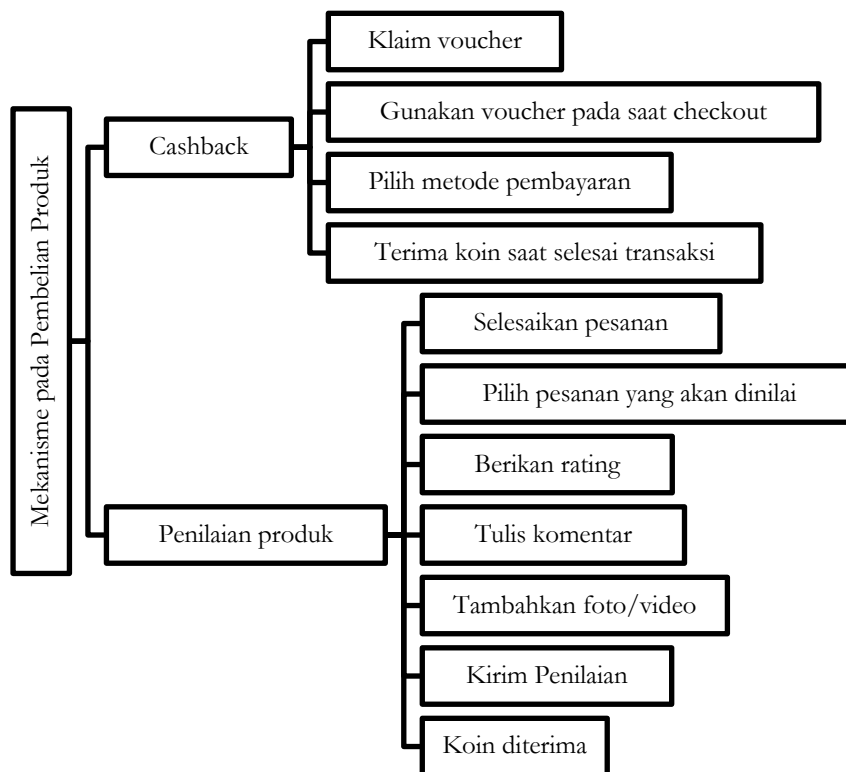 Mekanisme pada Pembelian Produk
Cashback
Klaim voucher
Gunakan voucher pada saat checkout
Pilih metode pembayaran
Terima koin saat selesai transaksi
Penilaian produk
Selesaikan pesanan
Pilih pesanan yang akan dinilai
Berikan rating
Tulis komentar
Tambahkan foto/video
Kirim Penilaian
Koin diterima